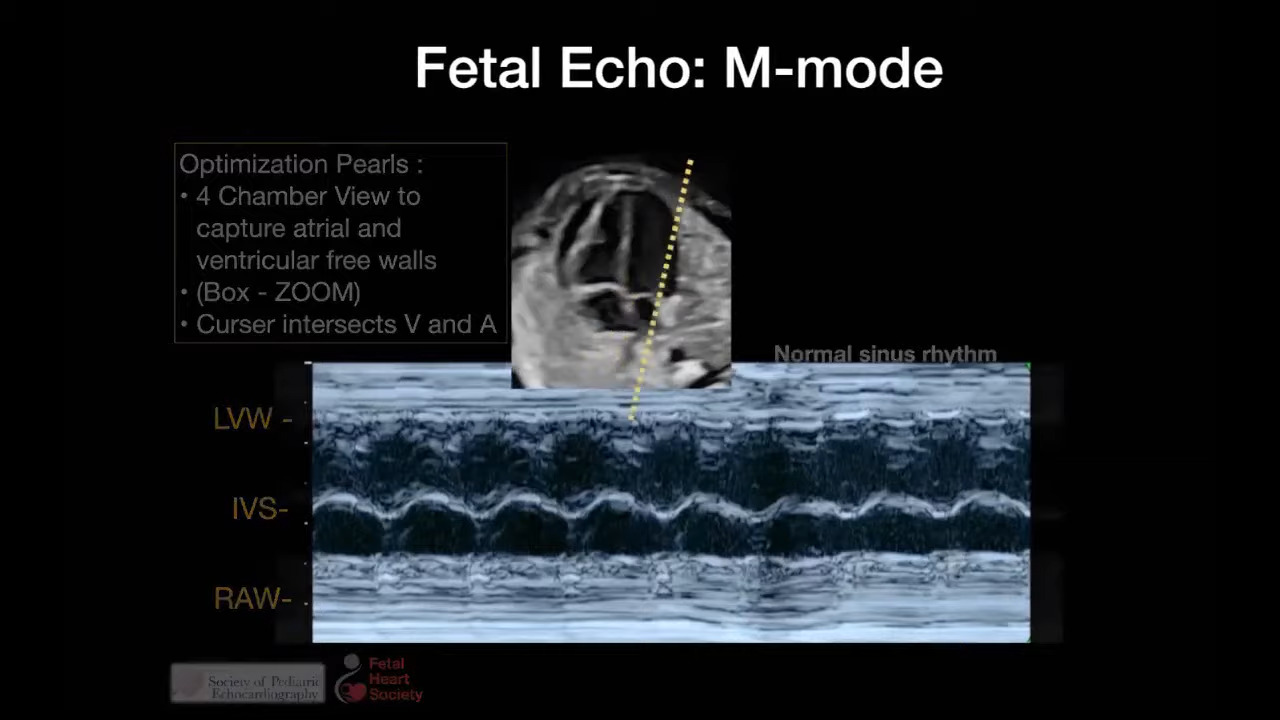 Fetal Echo: M-mode
Optimization Pearls :
• 4 Chamber View to
capture atrial and
ventricular free walls
• (Box - ZOOM)
• Curser intersects V and A
Normal sinus rhythm
LVW -
IVS-
RAW-
Society of Pediatric
Echocardiography
Fetal
Heart
Society